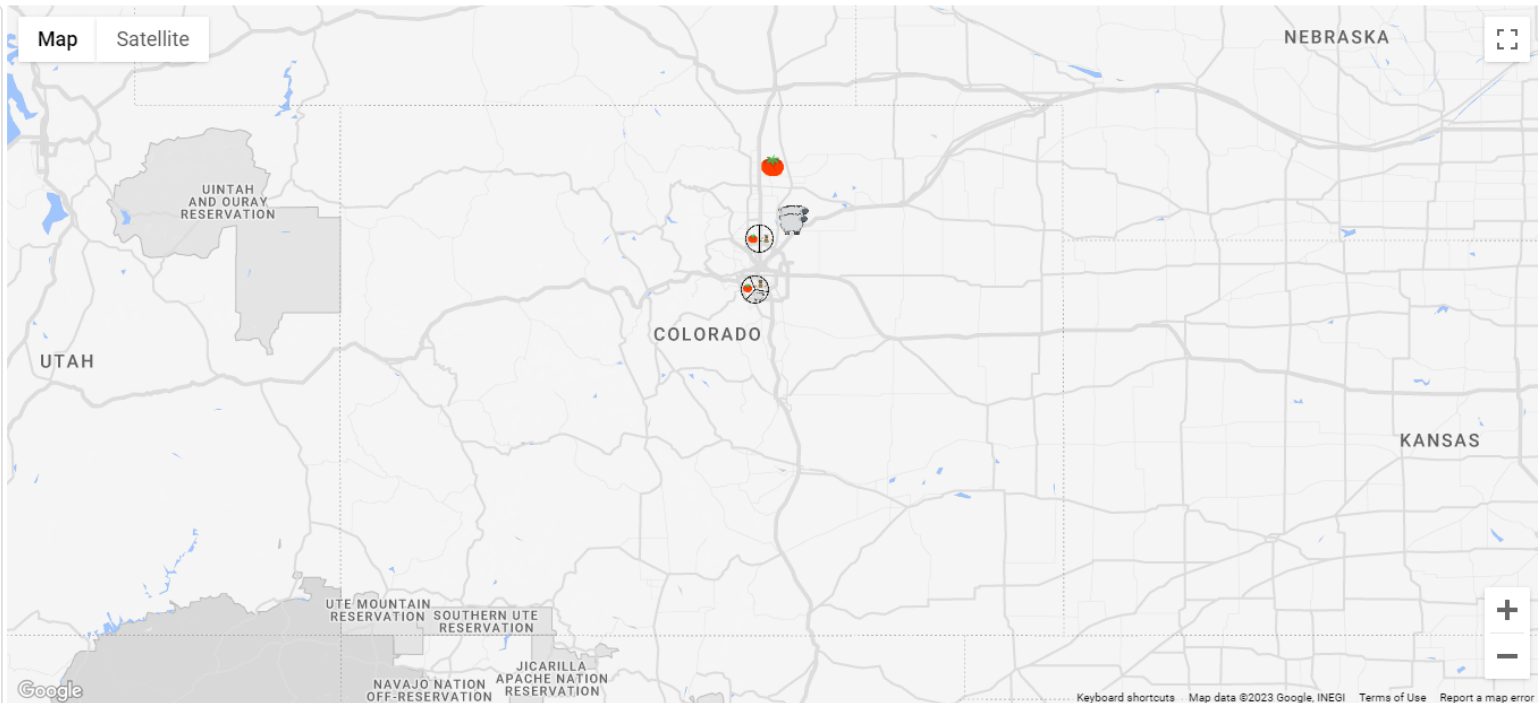 Map
Satellite
NEBRASKA
UINTAH
AND OURAY
RESERVATION
COLORADO
UTAH
KANSAS
UTE MOUNTAIN
RESERVATION
SOUTHERN UTE
RESERVATION
JICARILLA
APACHE NATION
RESERVATION
NAVAJO NATION
OFF-RESERVATION
Google
Keyboard shortcuts
Map data ©2023 Google, INEGI
Terms of Use
Report a map error